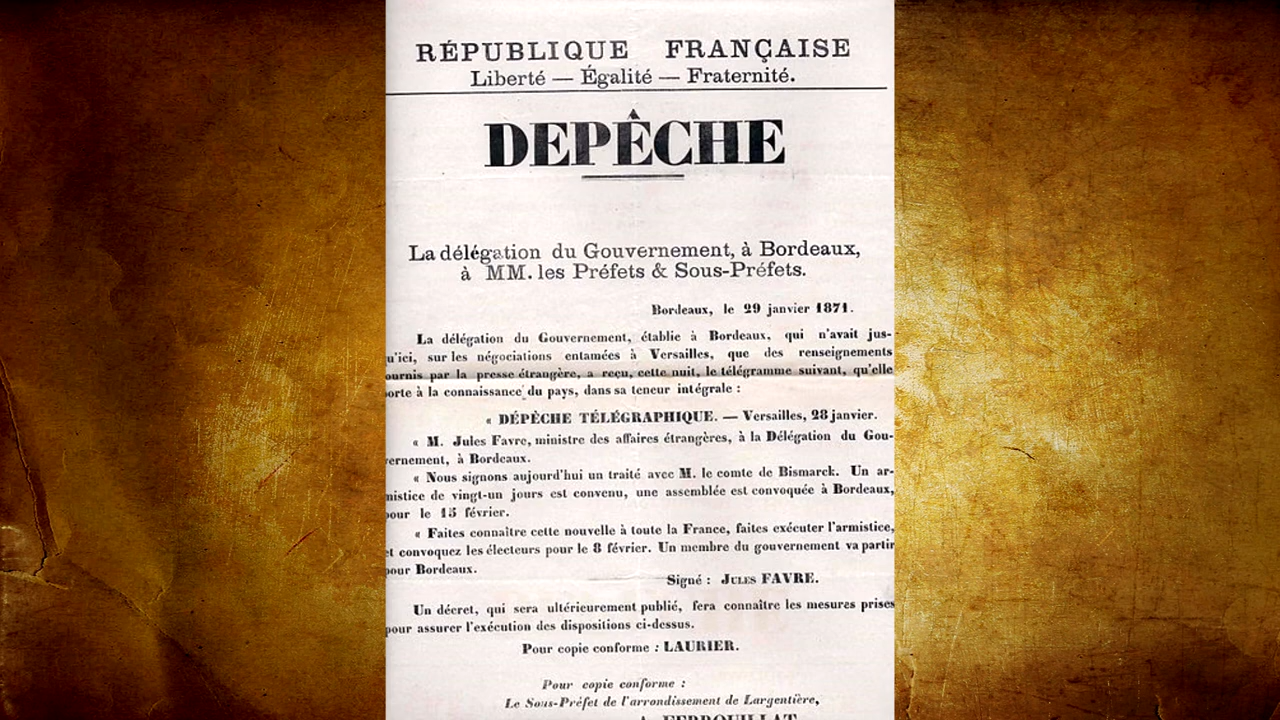 RÉPUBLIQUE FRANÇAISE
Liberté — Égalité — Fraternité.
DEPÊCHE
La délégation du Gouvernement, à Bordeaux,
à MM. les Préfets & Sous-Préfets.
Bordeaux, le 29 janvier 1871.
La délégation du Gouvernement, établie à Bordeaux, qui n'avait jus-
u'ici, sur les négociations entamées à Versailles, que des renseignements
ournis par la presse étrangère, a reçu, cette nuit, le télégramme suivant, qu'elle
orte à la connaissance du pays, dans sa teneur intégrale :
« DÉPÈCHE TÉLÉGRAPHIQUE. — Versailles, 28 janvier.
« M. Jules Favre, ministre des affaires étrangères, à la Délégation du Gou-
ernement, à Bordeaux.
« Nous signons aujourd'hui un traité avec M. le comte de Bismarck. Un ar-
mistice de vingt-un jours est convenu, une assemblée est convoquée à Bordeaux,
our le 15 février.
« Faites connaître cette nouvelle à toute la France, faites exécuter l'armistice,
et convoquez les électeurs pour le 8 février. Un membre du gouvernement va partir
pour Bordeaux.
Signé : JULES FAVRE.
Un décret, qui sera ultérieurement publié, fera connaître les mesures prises
pour assurer l'exécution des dispositions ci-dessus.
Pour copie conforme : LAURIER.
Pour copie conforme :
Le Sous-Préfet de l'arrondissement de Largentière,
A. FERROUILLAT